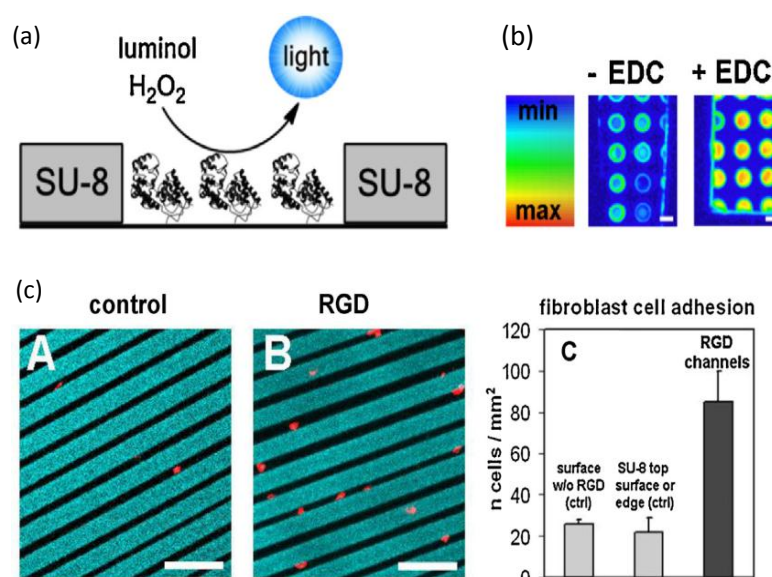 (a)
luminol
H₂O₂
light
SU-8
SU-8
(b)
- EDC
+ EDC
min
max
(c)
control
RGD
A
B
fibroblast cell adhesion
C
n cells / mm²
120
100
80
60
40
20
0
surface
w/o RGD
(ctrl)
SU-8 top
surface or
edge (ctrl)
RGD
channels